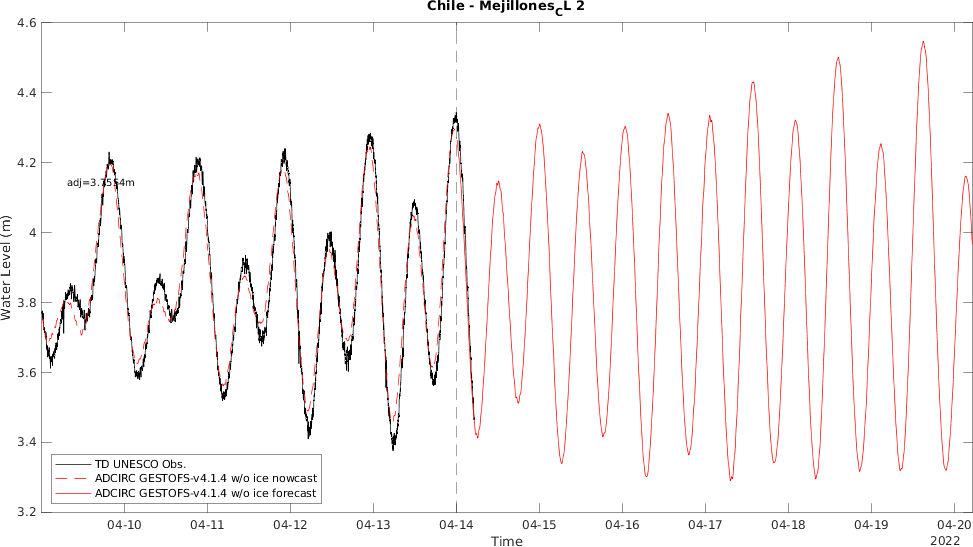 Chile - Mejillones_CL 2
4.6
4.4
4.2
4
3.8
3.6
3.4
3.2
Water Level (m)
adj=3.7554m
TD UNESCO Obs.
ADCIRC GESTOFS-v4.1.4 w/o ice nowcast
ADCIRC GESTOFS-v4.1.4 w/o ice forecast
04-10 04-11 04-12 04-13 04-14 04-15 04-16 04-17 04-18 04-19 04-20
Time
2022